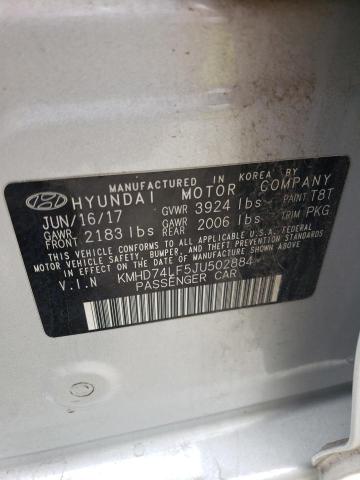 MANUFACTURED IN KOREA BY
HYUNDAI MOTOR COMPANY
JUN/16/17 GVWR 3924 lbs PAINT T8T
GAWR FRONT 2183 lbs GAWR REAR 2006 lbs TRIM PKG
THIS VEHICLE CONFORMS TO ALL APPLICABLE U.S. FEDERAL MOTOR
VEHICLE SAFETY, BUMPER, AND THEFT PREVENTION STANDARDS
IN EFFECT ON THE DATE OF MANUFACTURE SHOWN ABOVE.
V.I.N KMHD74LF5JU502884
PASSENGER CAR